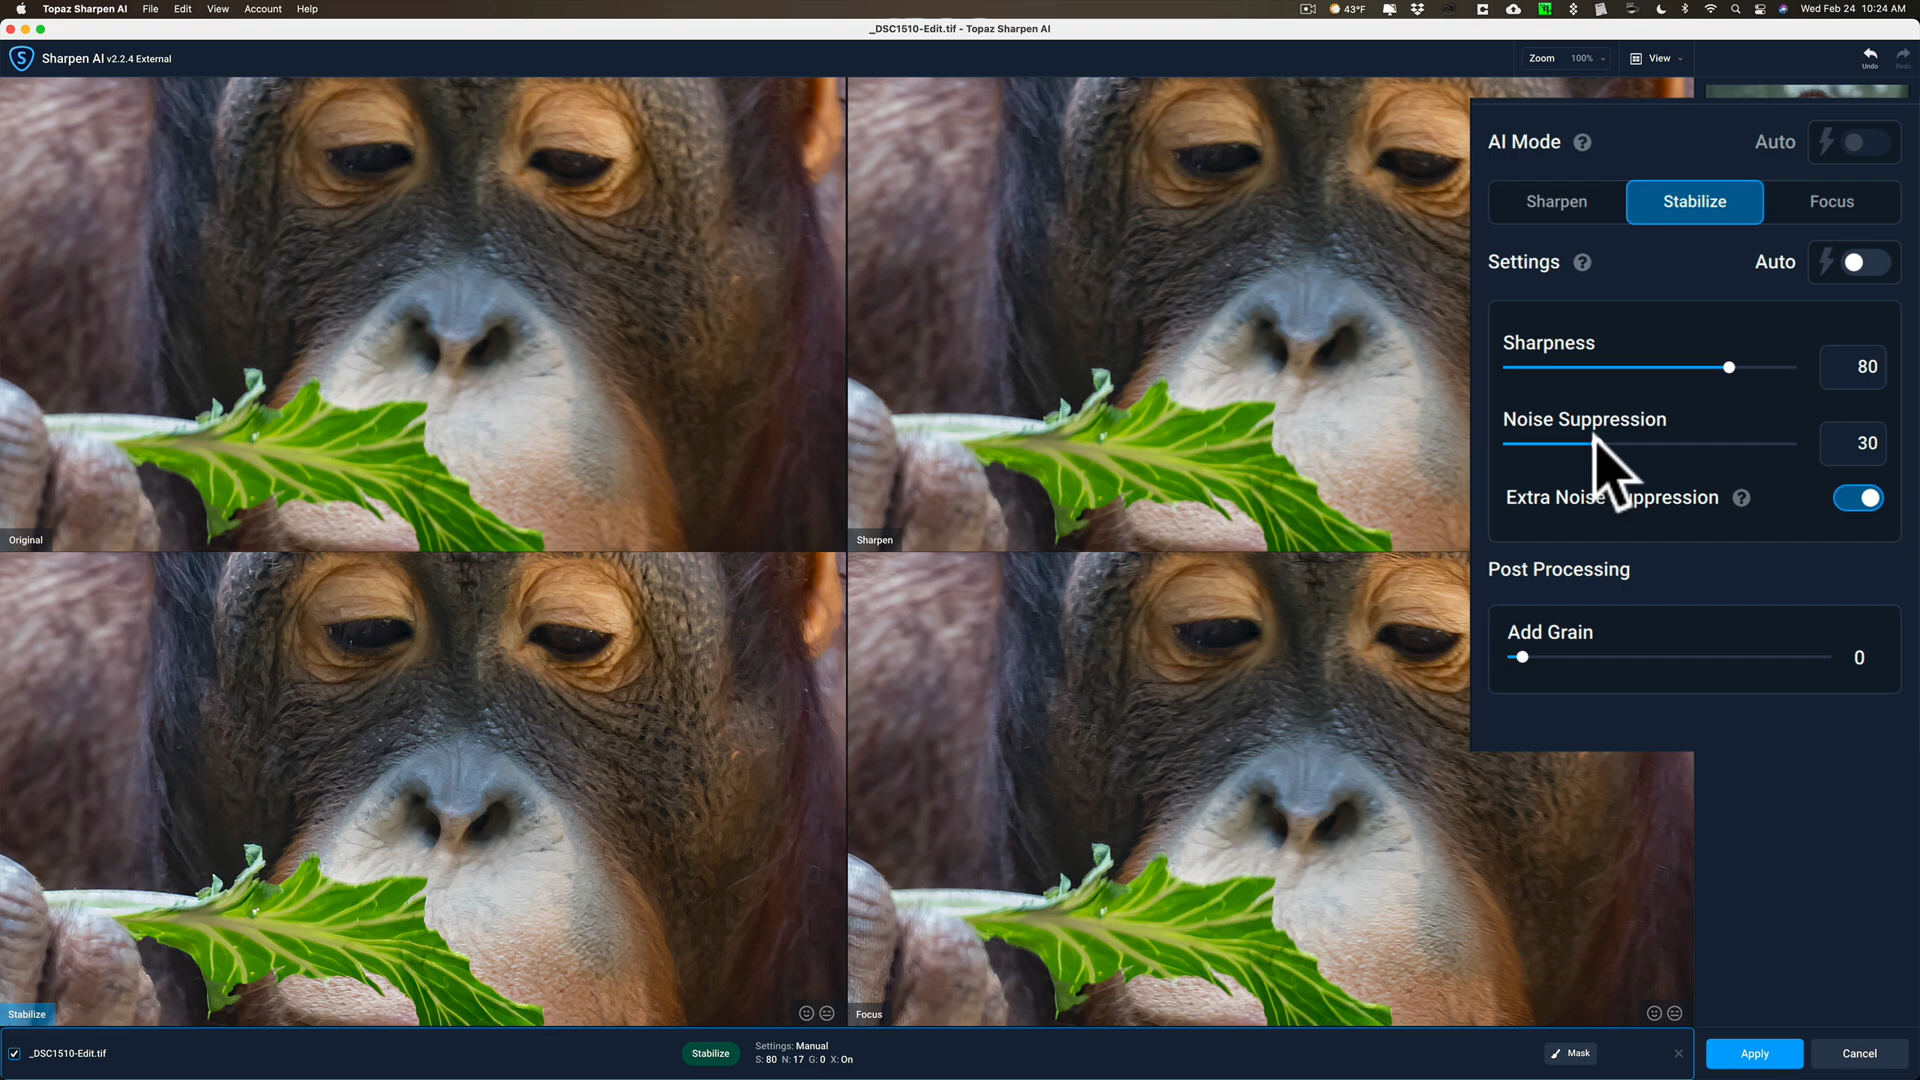 Topaz Sharpen AI File Edit View Account Help 43°F Wed Feb 24 10:24 AM
_DSC1510-Edit.tif - Topaz Sharpen AI
Sharpen AI v2.2.4 External Zoom 100% View Undo Redo
AI Mode ? Auto
Sharpen Stabilize Focus
Settings ? Auto
Sharpness
80
Noise Suppression
30
Extra Noise Suppression ?
Original Sharpen
Post Processing
Add Grain
0
Stabilize Focus
_DSC1510-Edit.tif Stabilize Settings: Manual
S: 80 N: 17 G: 0 X: On
Mask Apply Cancel